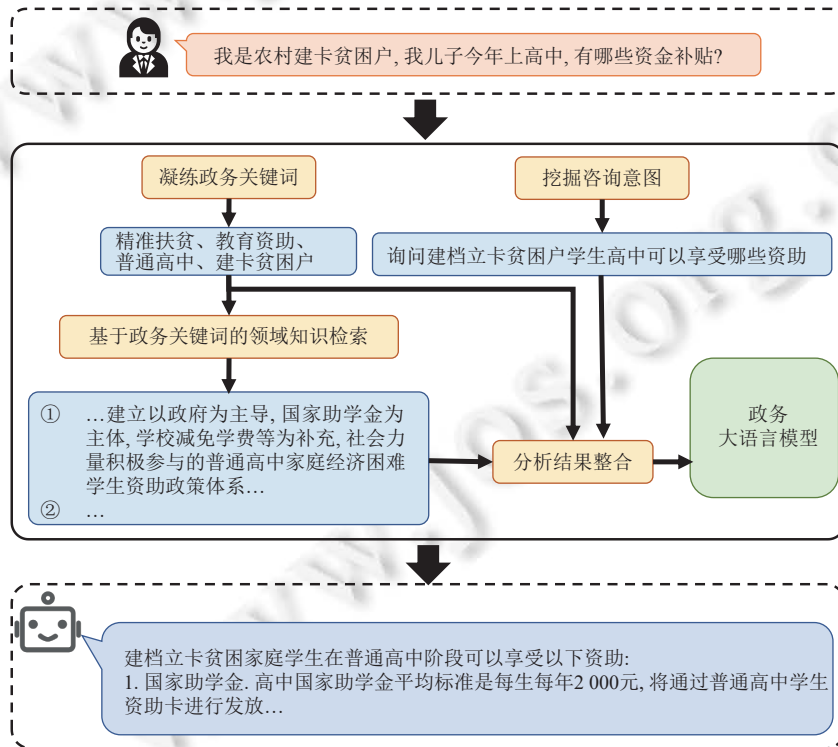 我是农村建卡贫困户, 我儿子今年上高中, 有哪些资金补贴?
凝练政务关键词
挖掘咨询意图
精准扶贫、教育资助、
普通高中、建卡贫困户
询问建档立卡贫困户学生高中可以享受哪些资助
基于政务关键词的领域知识检索
① …建立以政府为主导, 国家助学金为
主体, 学校减免学费等为补充, 社会力
量积极参与的普通高中家庭经济困难
学生资助政策体系…
② …
分析结果整合
政务
大语言模型
建档立卡贫困家庭学生在普通高中阶段可以享受以下资助:
1. 国家助学金. 高中国家助学金平均标准是每生每年2 000元, 将通过普通高中学生
资助卡进行发放…
www.jos.org.